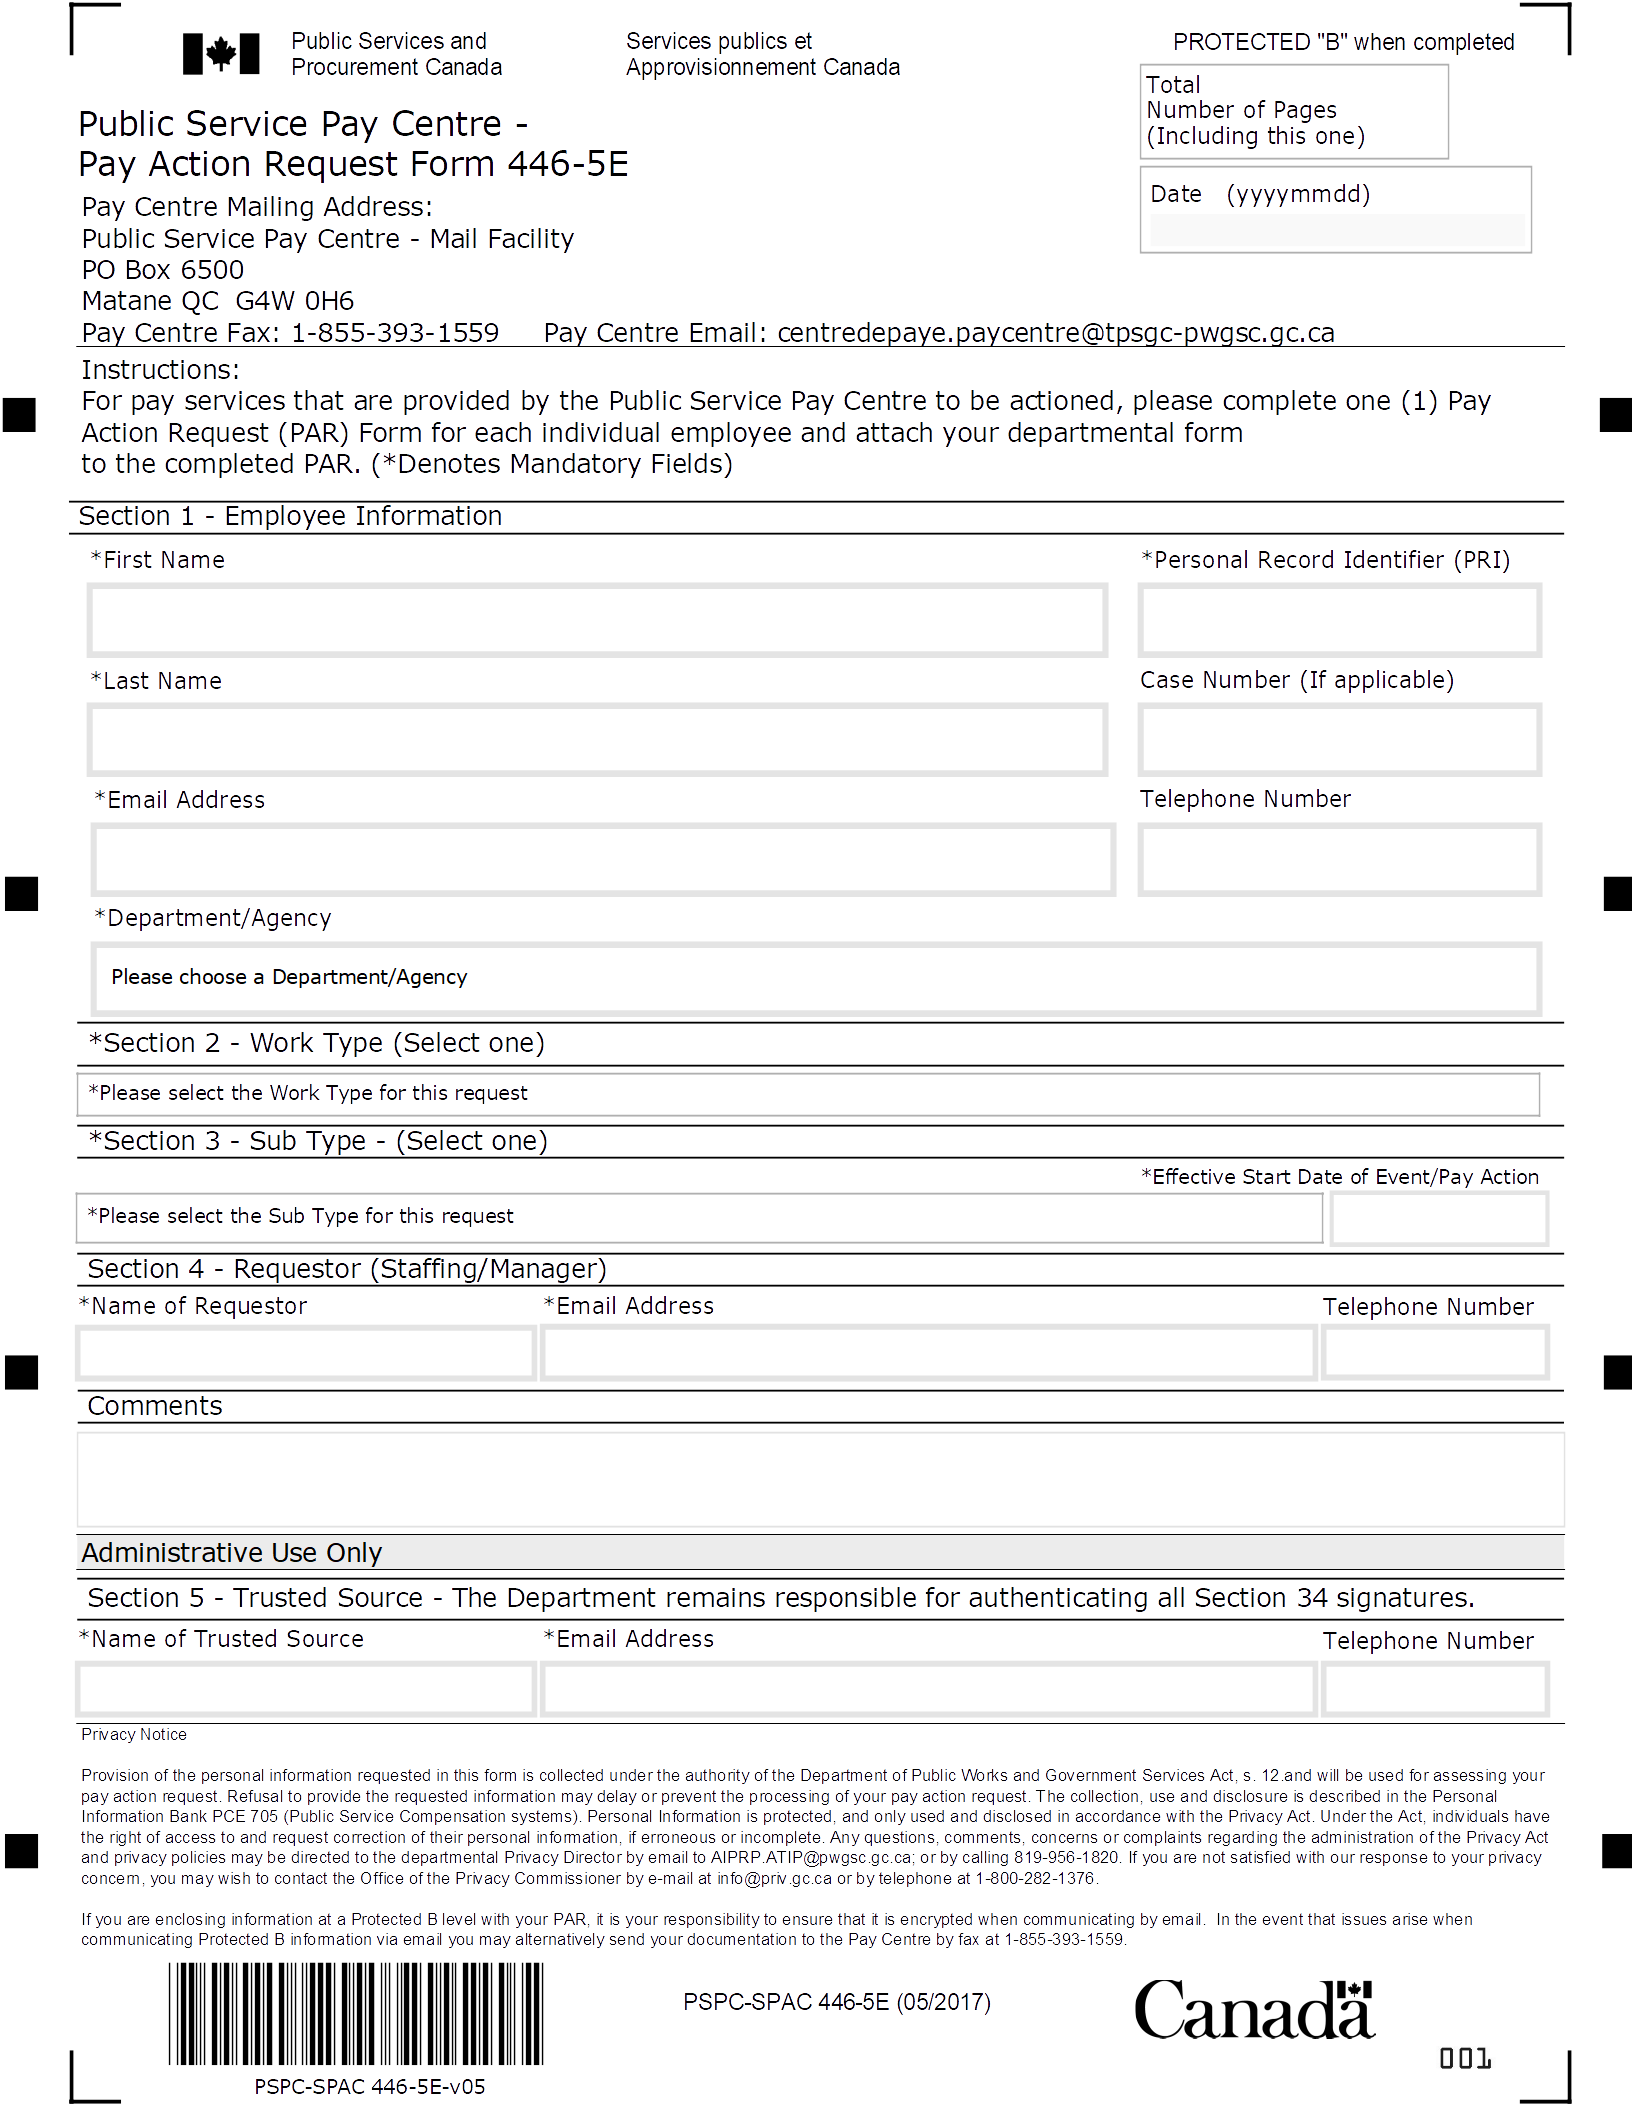 Public Services and
Procurement Canada
Services publics et
Approvisionnement Canada
PROTECTED "B" when completed
Total
Number of Pages
(Including this one)
Date (yyyymmdd)
Public Service Pay Centre -
Pay Action Request Form 446-5E
Pay Centre Mailing Address:
Public Service Pay Centre - Mail Facility
PO Box 6500
Matane QC G4W 0H6
Pay Centre Fax: 1-855-393-1559 Pay Centre Email: centredepaye.paycentre@tpsgc-pwgsc.gc.ca
Instructions:
For pay services that are provided by the Public Service Pay Centre to be actioned, please complete one (1) Pay
Action Request (PAR) Form for each individual employee and attach your departmental form
to the completed PAR. (*Denotes Mandatory Fields)
Section 1 - Employee Information
*First Name
*Personal Record Identifier (PRI)
*Last Name
Case Number (If applicable)
*Email Address
Telephone Number
*Department/Agency
Please choose a Department/Agency
*Section 2 - Work Type (Select one)
*Please select the Work Type for this request
*Section 3 - Sub Type - (Select one)
*Effective Start Date of Event/Pay Action
*Please select the Sub Type for this request
Section 4 - Requestor (Staffing/Manager)
*Name of Requestor
*Email Address
Telephone Number
Comments
Administrative Use Only
Section 5 - Trusted Source - The Department remains responsible for authenticating all Section 34 signatures.
*Name of Trusted Source
*Email Address
Telephone Number
Privacy Notice
Provision of the personal information requested in this form is collected under the authority of the Department of Public Works and Government Services Act, s. 12.and will be used for assessing your
pay action request. Refusal to provide the requested information may delay or prevent the processing of your pay action request. The collection, use and disclosure is described in the Personal
Information Bank PCE 705 (Public Service Compensation systems). Personal Information is protected, and only used and disclosed in accordance with the Privacy Act. Under the Act, individuals have
the right of access to and request correction of their personal information, if erroneous or incomplete. Any questions, comments, concerns or complaints regarding the administration of the Privacy Act
and privacy policies may be directed to the departmental Privacy Director by email to AIPRP.ATIP@pwgsc.gc.ca; or by calling 819-956-1820. If you are not satisfied with our response to your privacy
concern, you may wish to contact the Office of the Privacy Commissioner by e-mail at info@priv.gc.ca or by telephone at 1-800-282-1376.
If you are enclosing information at a Protected B level with your PAR, it is your responsibility to ensure that it is encrypted when communicating by email. In the event that issues arise when
communicating Protected B information via email you may alternatively send your documentation to the Pay Centre by fax at 1-855-393-1559.
PSPC-SPAC 446-5E (05/2017)
Canada
001
PSPC-SPAC 446-5E-v05